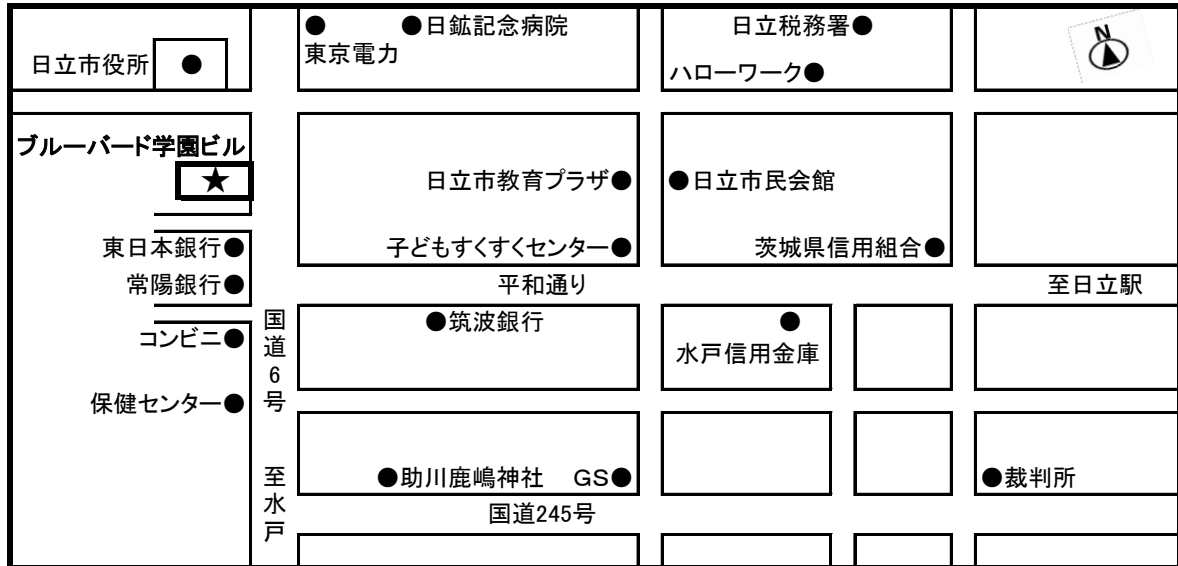 ●日鉱記念病院
日立税務署●
N
東京電力
日立市役所 ●
ハローワーク●
ブルーバード学園ビル
★
日立市教育プラザ●
●日立市民会館
東日本銀行●
子どもすくすくセンター●
茨城県信用組合●
常陽銀行●
平和通り
至日立駅
国道6号
●筑波銀行
コンビニ●
水戸信用金庫
保健センター●
至水戸
●助川鹿嶋神社 GS●
●裁判所
国道245号